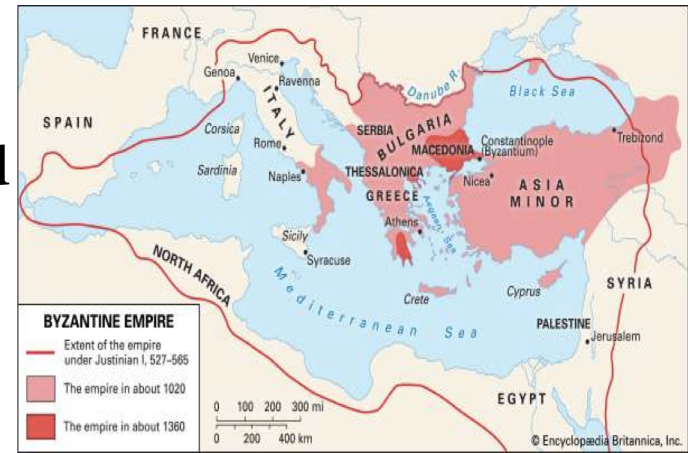 FRANCE
Venice
Genoa
Ravenna
Danube R.
Black Sea
SPAIN
ITALY
Corsica
SERBIA
BULGARIA
Constantinople
(Byzantium)
Trebizond
Rome
MACEDONIA
Sardinia
Naples
THESSALONICA
Nicea
ASIA
MINOR
GREECE
Aegean Sea
Athens
Sicily
Syracuse
NORTH AFRICA
Mediterranean Sea
Crete
Cyprus
SYRIA
PALESTINE
Jerusalem
EGYPT
BYZANTINE EMPIRE
Extent of the empire
under Justinian I, 527–565
The empire in about 1020
The empire in about 1360
0 100 200 300 mi
0 200 400 km
© Encyclopædia Britannica, Inc.